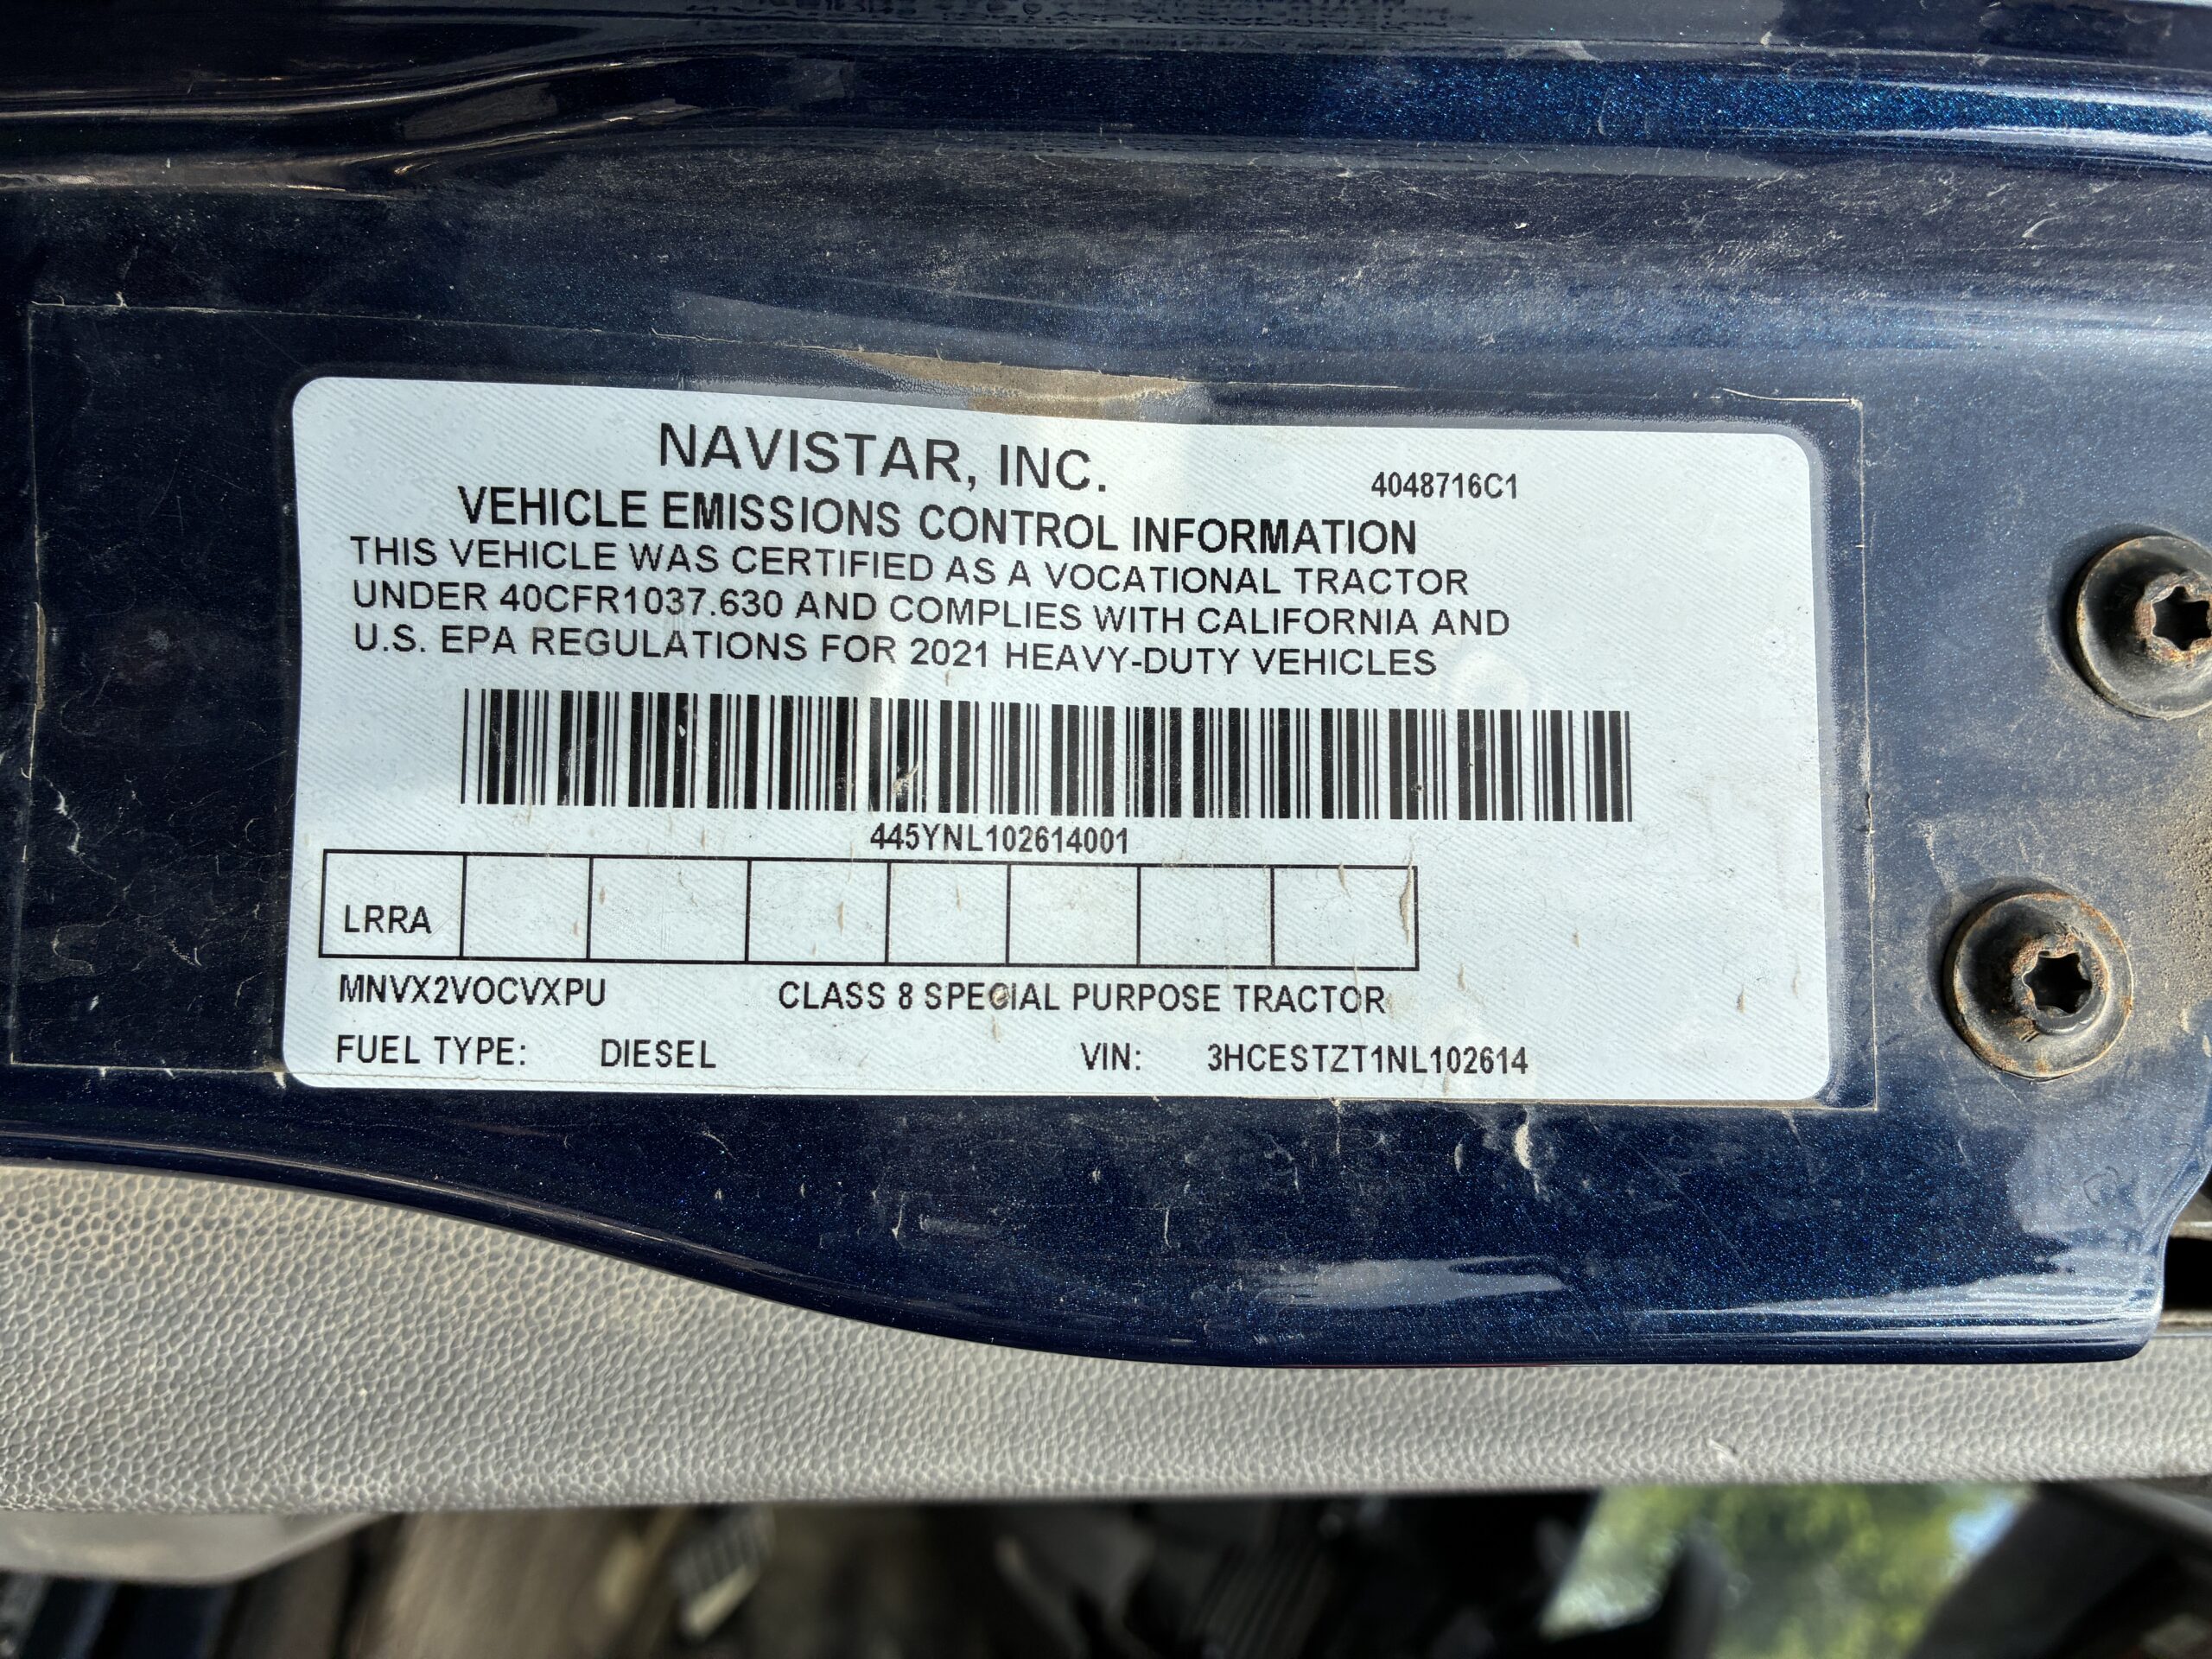 NAVISTAR, INC.
4048716C1
VEHICLE EMISSIONS CONTROL INFORMATION
THIS VEHICLE WAS CERTIFIED AS A VOCATIONAL TRACTOR
UNDER 40CFR1037.630 AND COMPLIES WITH CALIFORNIA AND
U.S. EPA REGULATIONS FOR 2021 HEAVY-DUTY VEHICLES
445YNL102614001
LRRA
MNVX2VOCVXPU CLASS 8 SPECIAL PURPOSE TRACTOR
FUEL TYPE: DIESEL VIN: 3HCESTZT1NL102614